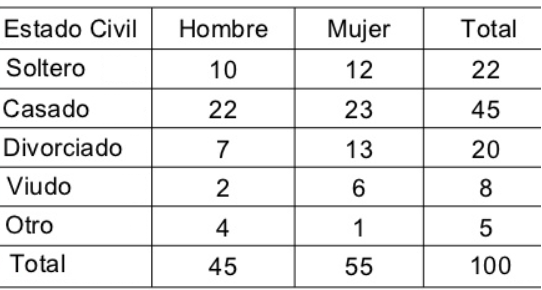 Estado Civil Hombre Mujer Total
Soltero 10 12 22
Casado 22 23 45
Divorciado 7 13 20
Viudo 2 6 8
Otro 4 1 5
Total 45 55 100